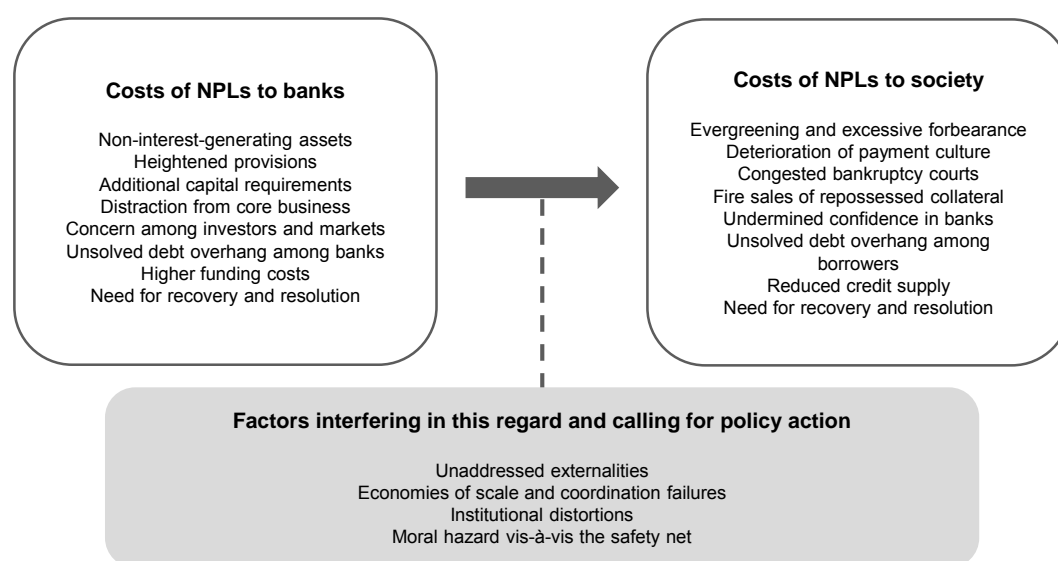 Costs of NPLs to banks
Non-interest-generating assets
Heightened provisions
Additional capital requirements
Distraction from core business
Concern among investors and markets
Unsolved debt overhang among banks
Higher funding costs
Need for recovery and resolution
Costs of NPLs to society
Evergreening and excessive forbearance
Deterioration of payment culture
Congested bankruptcy courts
Fire sales of repossessed collateral
Undermined confidence in banks
Unsolved debt overhang among
borrowers
Reduced credit supply
Need for recovery and resolution
Factors interfering in this regard and calling for policy action
Unaddressed externalities
Economies of scale and coordination failures
Institutional distortions
Moral hazard vis-à-vis the safety net